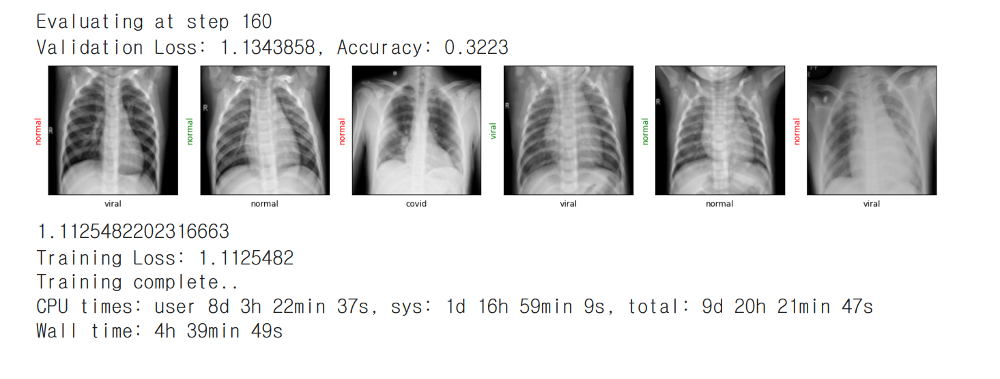 Evaluating at step 160
Validation Loss: 1.1343858, Accuracy: 0.3223
normal
R
viral
normal
R
normal
normal
covid
viral
R
viral
normal
R
normal
normal
R
viral
1.1125482202316663
Training Loss: 1.1125482
Training complete..
CPU times: user 8d 3h 22min 37s, sys: 1d 16h 59min 9s, total: 9d 20h 21min 47s
Wall time: 4h 39min 49s